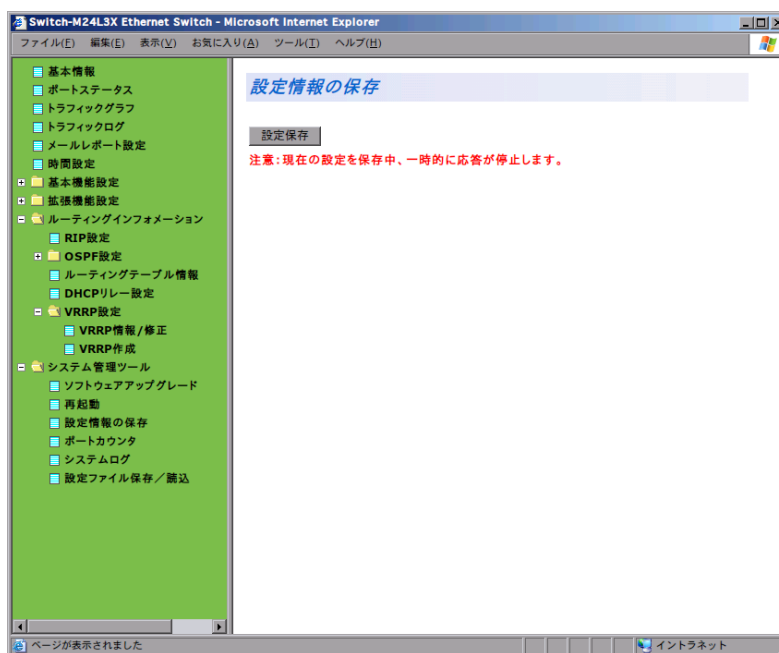 Switch-M24L3X Ethernet Switch - Microsoft Internet Explorer
ファイル(F) 編集(E) 表示(V) お気に入り(A) ツール(T) ヘルプ(H)
基本情報
ポートステータス
トラフィックグラフ
トラフィックログ
メールレポート設定
時間設定
基本機能設定
拡張機能設定
ルーティングインフォメーション
RIP設定
OSPF設定
ルーティングテーブル情報
DHCPリレー設定
VRRP設定
VRRP情報/修正
VRRP作成
システム管理ツール
ソフトウェアアップグレード
再起動
設定情報の保存
ポートカウンタ
システムログ
設定ファイル保存/読込
設定情報の保存
設定保存
注意:現在の設定を保存中、一時的に応答が停止します。
ページが表示されました
イントラネット